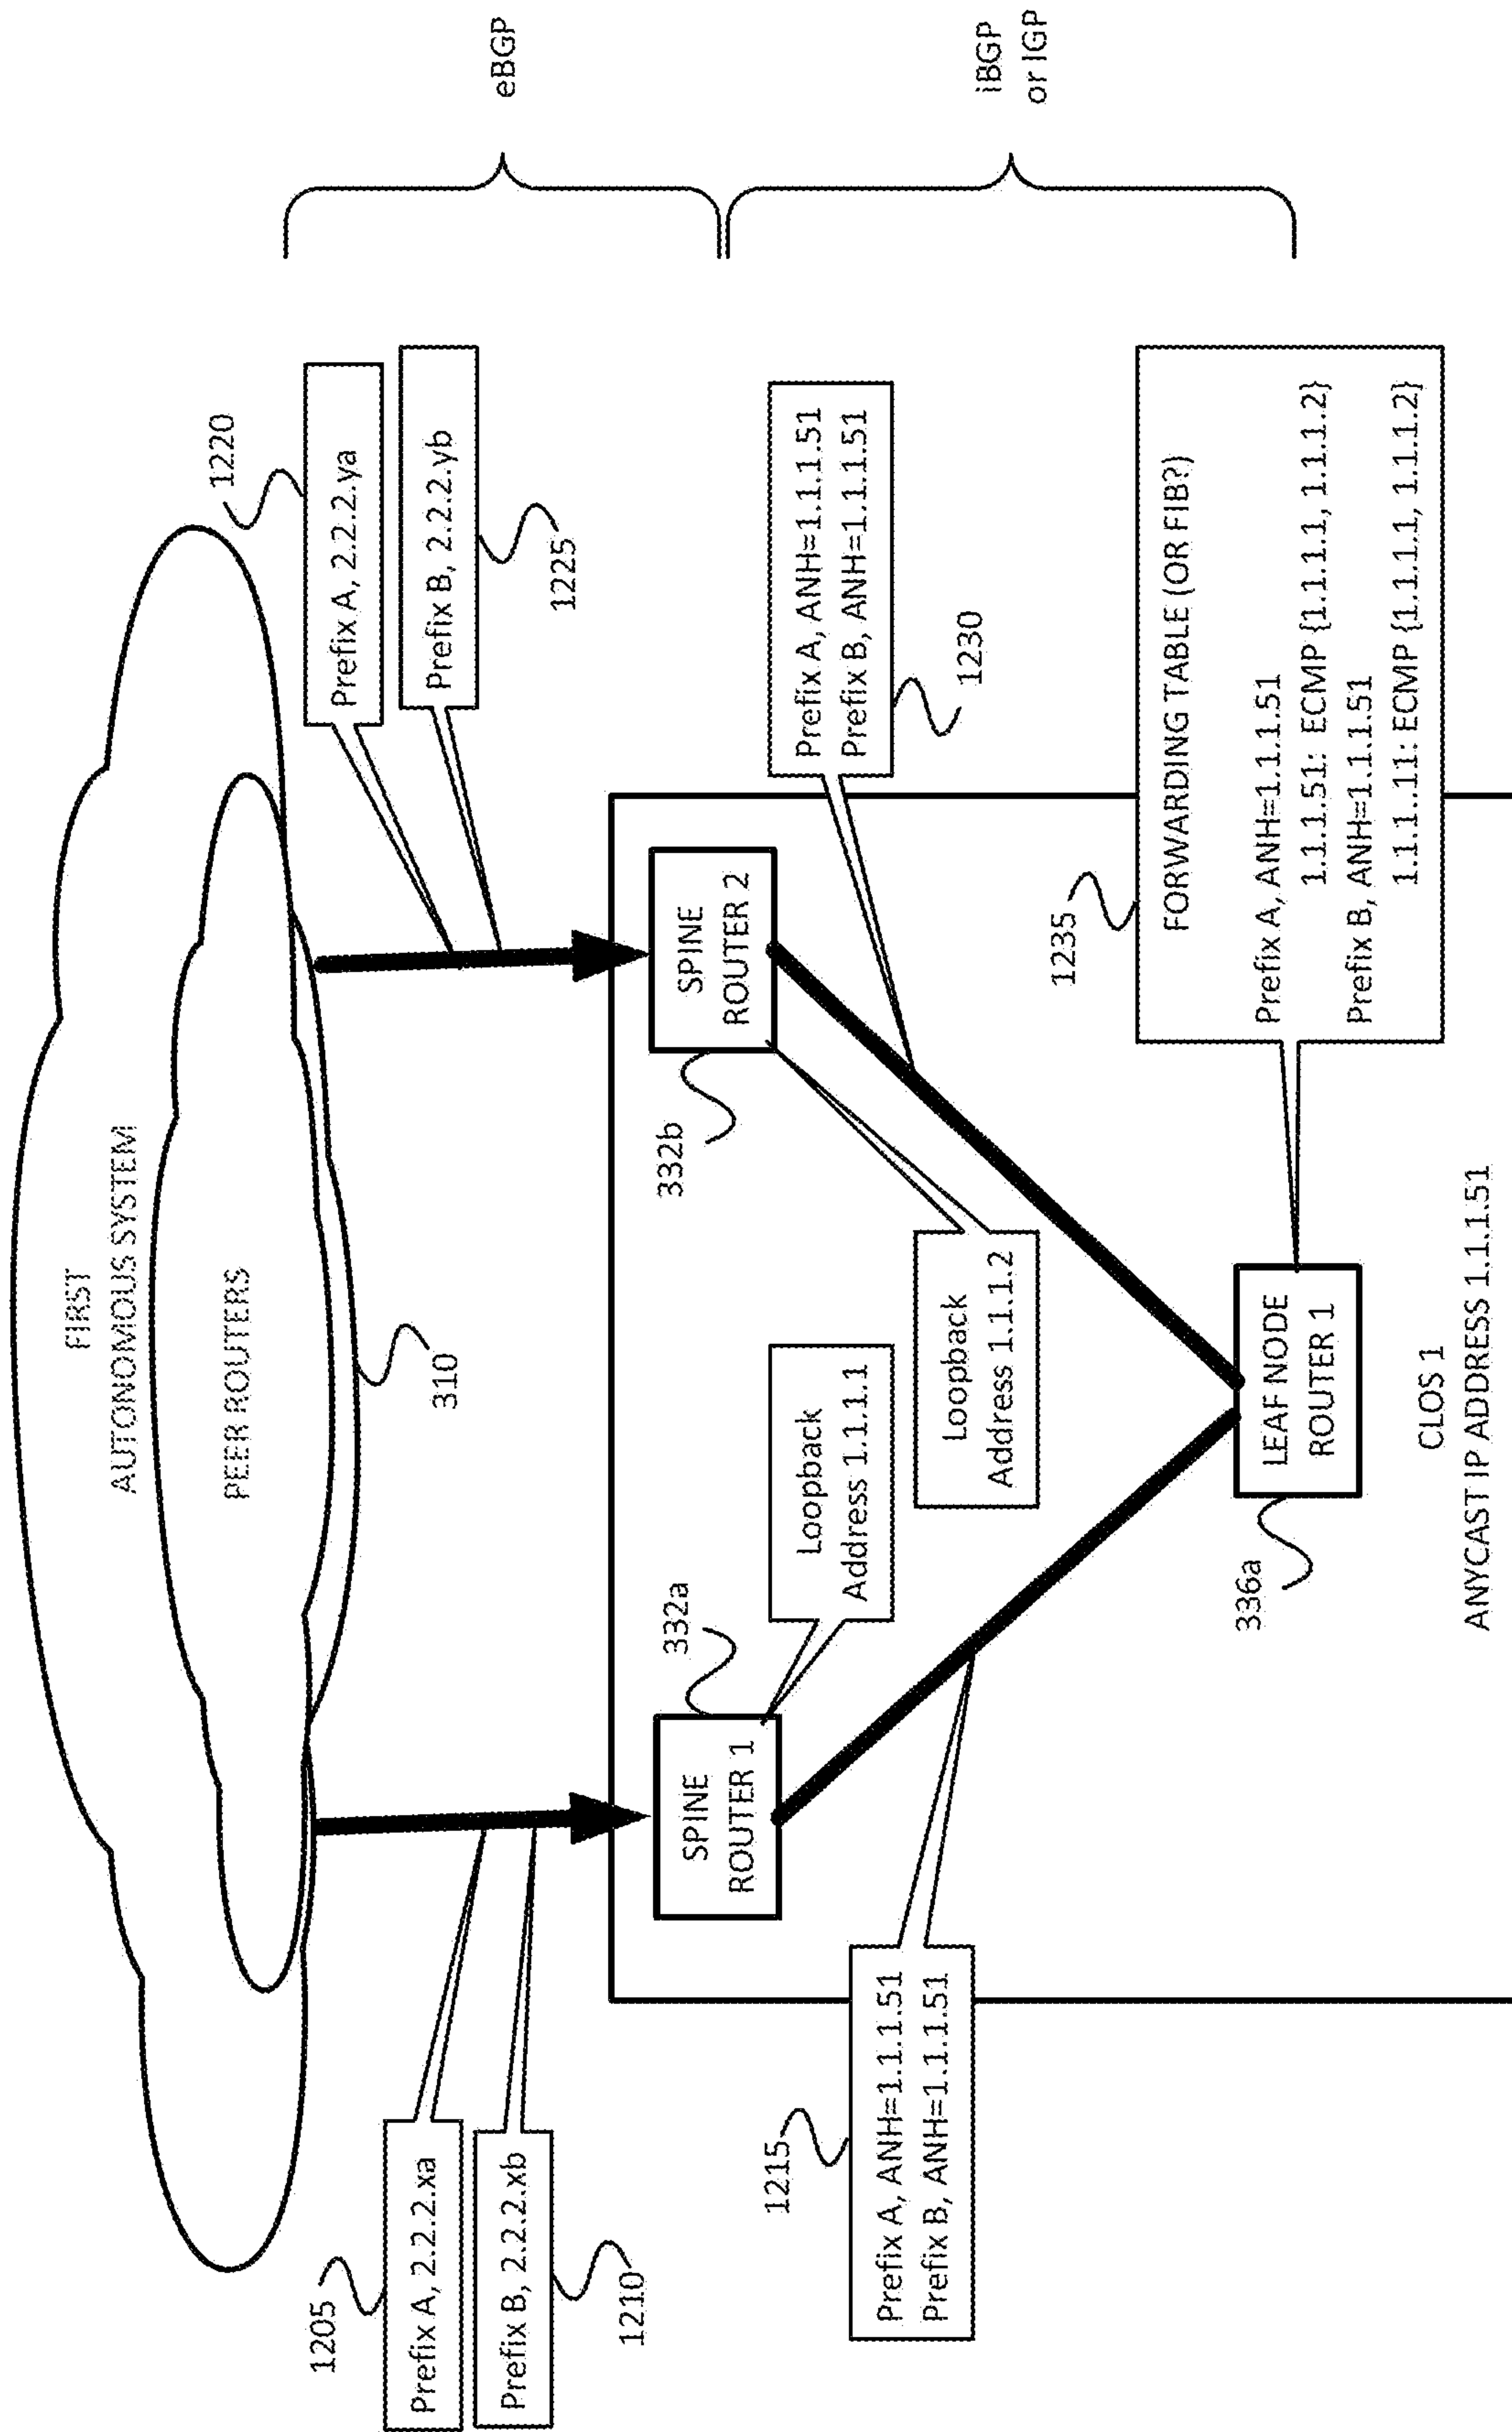 FIRST
AUTONOMOUS SYSTEM
PEER ROUTERS
310
1205
Prefix A, 2.2.2.xa
Prefix B, 2.2.2.xb
1210
1220
Prefix A, 2.2.2.ya
Prefix B, 2.2.2.yb
1225
eBGP
SPINE
ROUTER 1
332a
SPINE
ROUTER 2
332b
Loopback
Address 1.1.1.1
Loopback
Address 1.1.1.2
1215
Prefix A, ANH=1.1.1.51
Prefix B, ANH=1.1.1.51
Prefix A, ANH=1.1.1.51
Prefix B, ANH=1.1.1.51
1230
iBGP
or IGP
1235
FORWARDING TABLE (OR FIB?)
Prefix A, ANH=1.1.1.51
1.1.1.51: ECMP {1.1.1.1, 1.1.1.2}
Prefix B, ANH=1.1.1.51
1.1.1..11: ECMP {1.1.1.1, 1.1.1.2}
LEAF NODE
ROUTER 1
336a
CLOS 1
ANYCAST IP ADDRESS 1.1.1.51